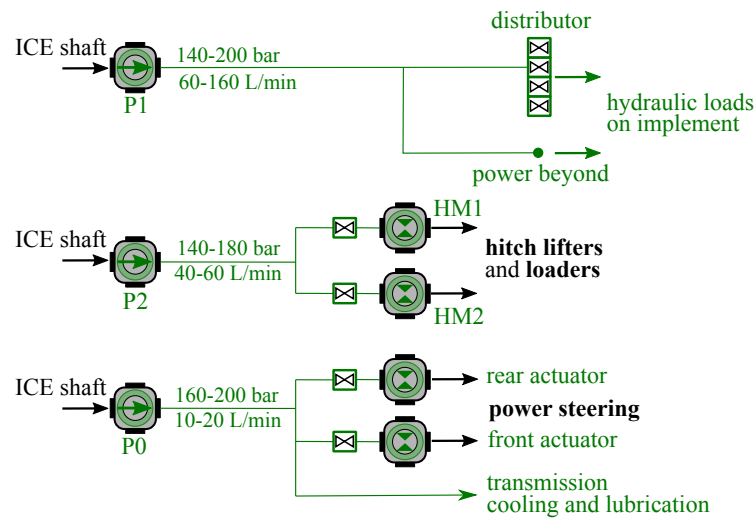 distributor
ICE shaft
140-200 bar
60-160 L/min
P1
hydraulic loads
on implement
power beyond
HM1
ICE shaft
140-180 bar
40-60 L/min
P2
hitch lifters
and loaders
HM2
ICE shaft
160-200 bar
10-20 L/min
P0
rear actuator
power steering
front actuator
transmission
cooling and lubrication